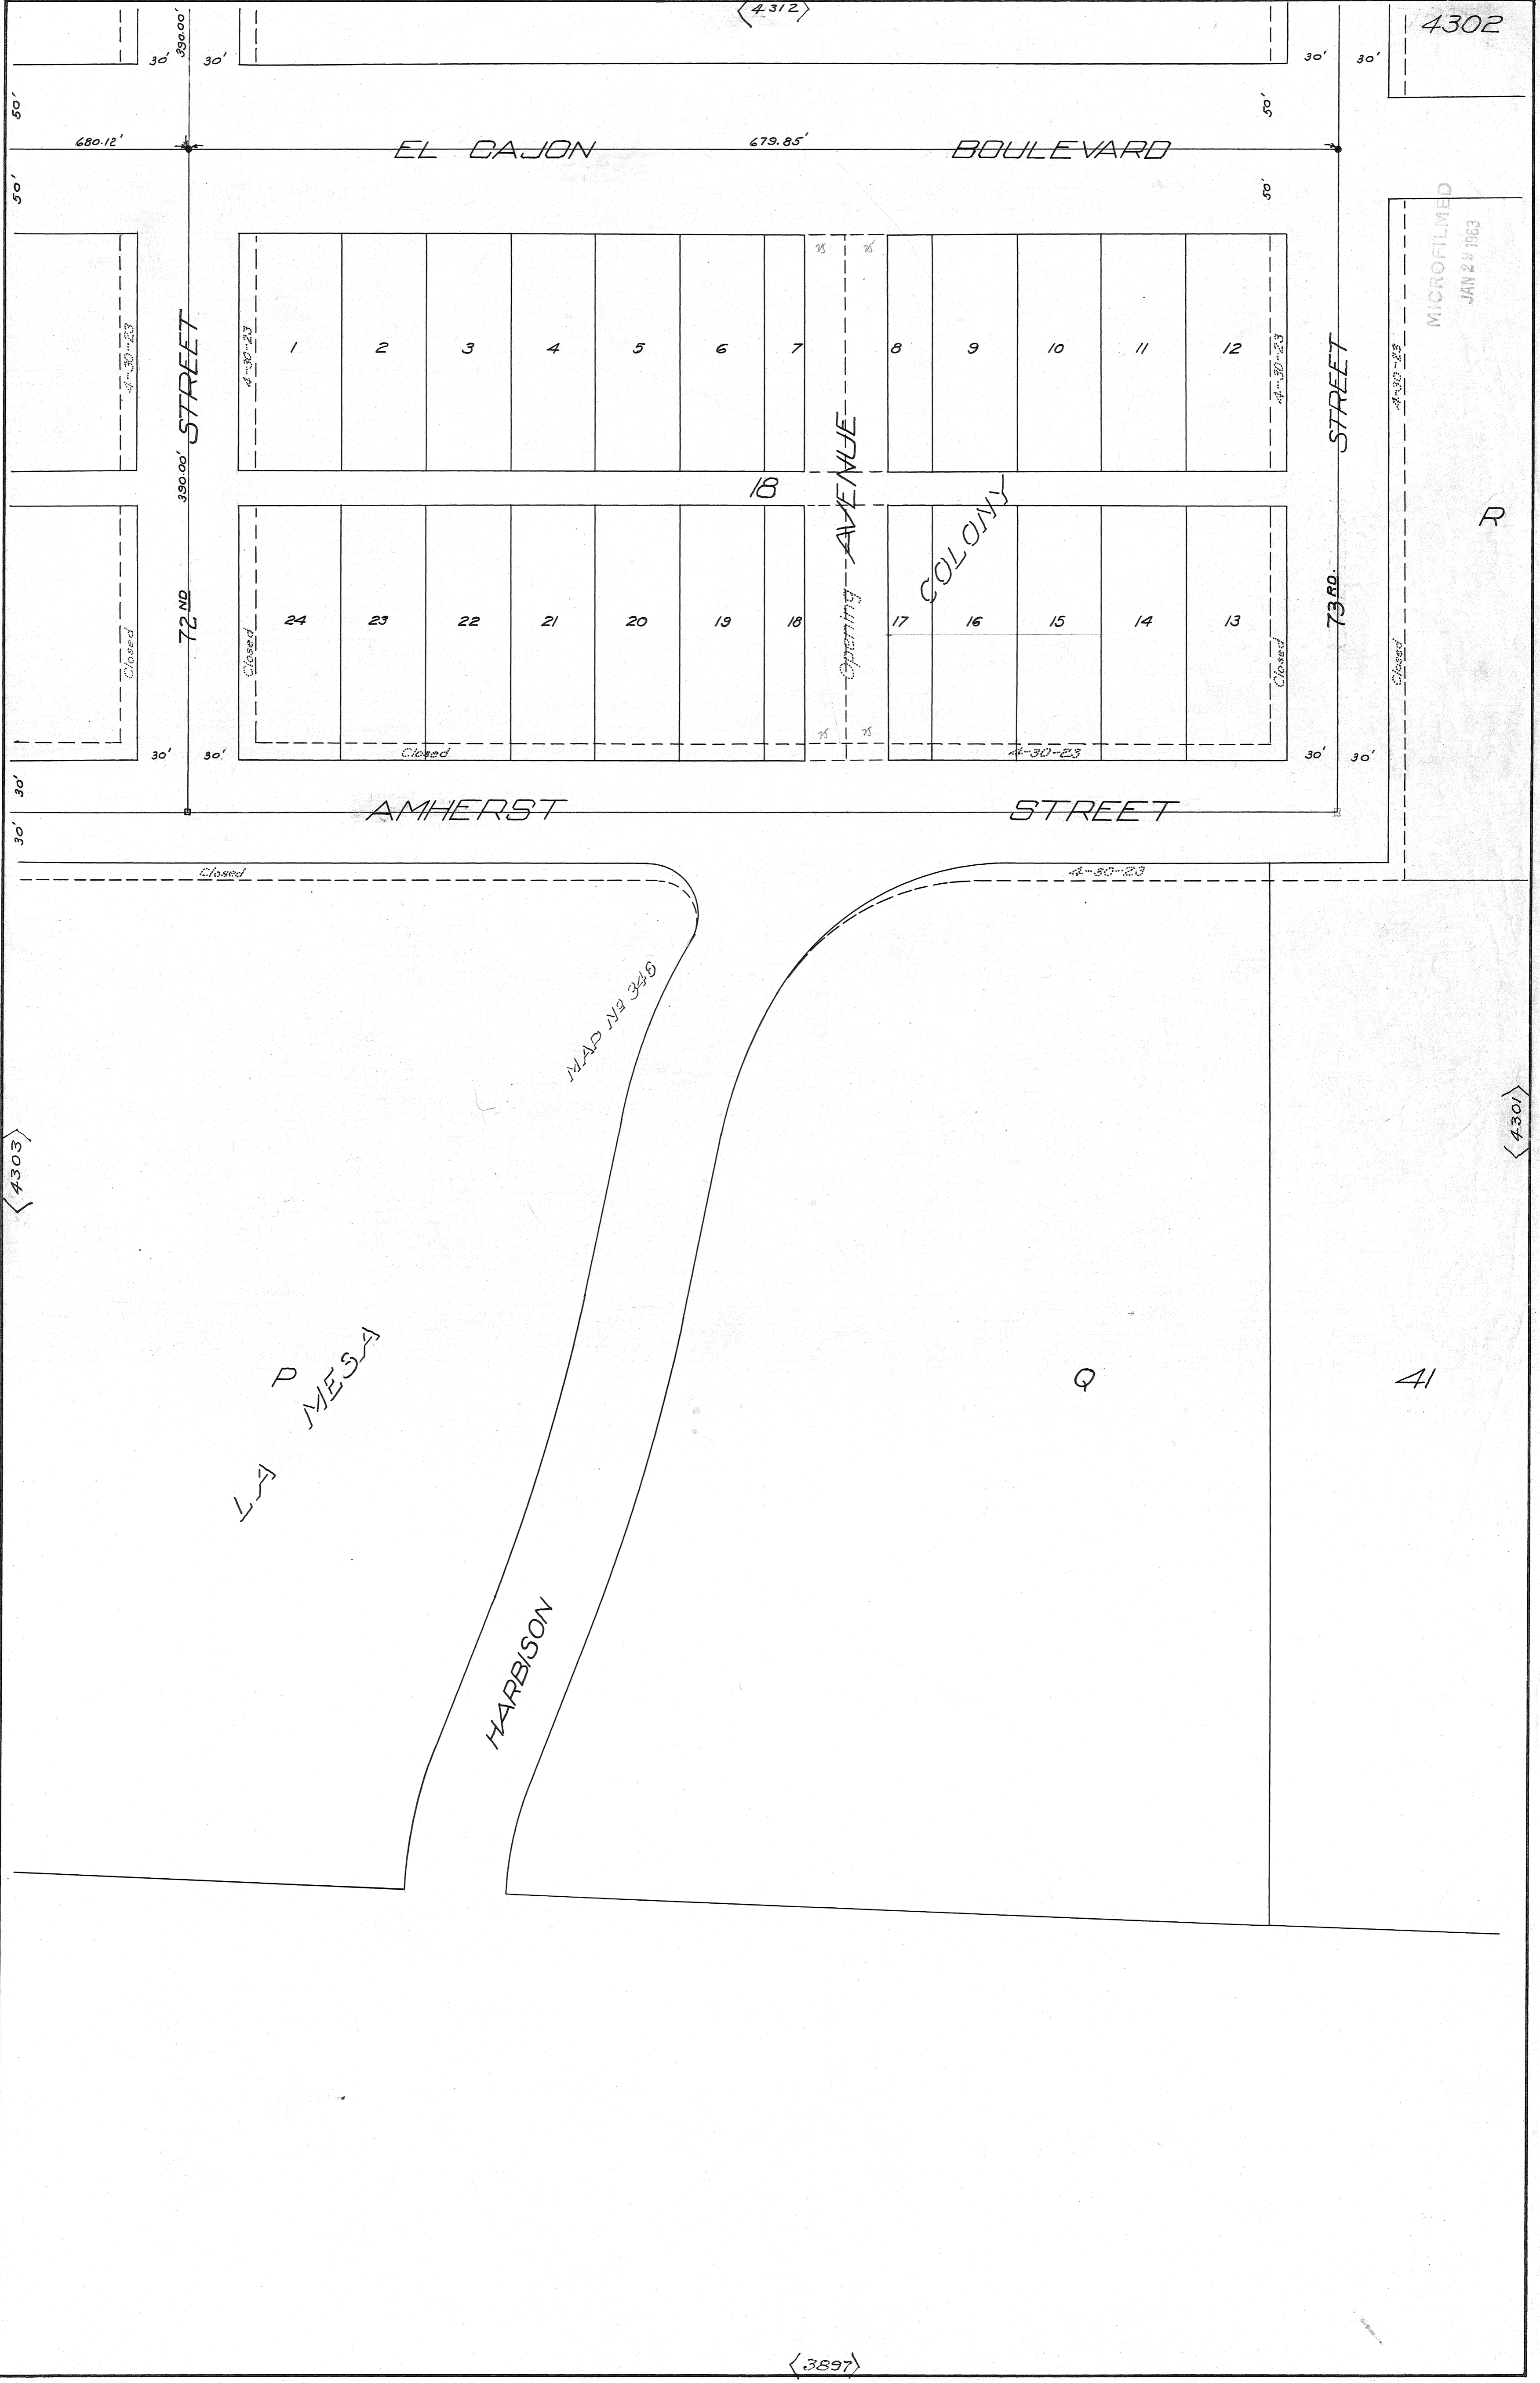 4312
4302
390.00'
30'
30'
30'
30'
50'
50'
680.12'
EL CAJON
679.85'
BOULEVARD
50'
50'
MICROFILMED
JAN 29 1963
25
25
4-30-23
STREET
4-30-23
1
2
3
4
5
6
7
8
9
10
11
12
4-30-23
STREET
4-30-23
390.00'
18
AVENUE
COLONY
R
72ND
Closed
Closed
24
23
22
21
20
19
18
Opening
17
16
15
14
13
Closed
73RD.
Closed
25
25
30'
30'
Closed
4-30-23
30'
30'
30'
30'
AMHERST
STREET
Closed
4-30-23
MAP No 346
4303
4301
P
LA MESA
Q
41
HARBISON
3897